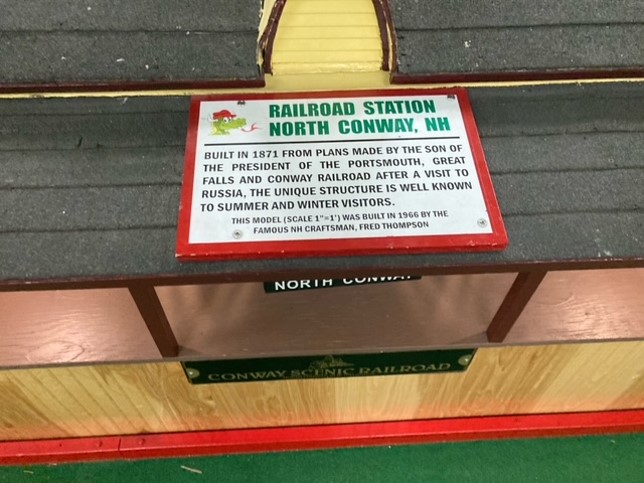 RAILROAD STATION
NORTH CONWAY, NH
BUILT IN 1871 FROM PLANS MADE BY THE SON OF
THE PRESIDENT OF THE PORTSMOUTH, GREAT
FALLS AND CONWAY RAILROAD AFTER A VISIT TO
RUSSIA, THE UNIQUE STRUCTURE IS WELL KNOWN
TO SUMMER AND WINTER VISITORS.
THIS MODEL (SCALE 1"=1') WAS BUILT IN 1966 BY THE
FAMOUS NH CRAFTSMAN, FRED THOMPSON
NORTH CONWAY
CONWAY SCENIC RAILROAD